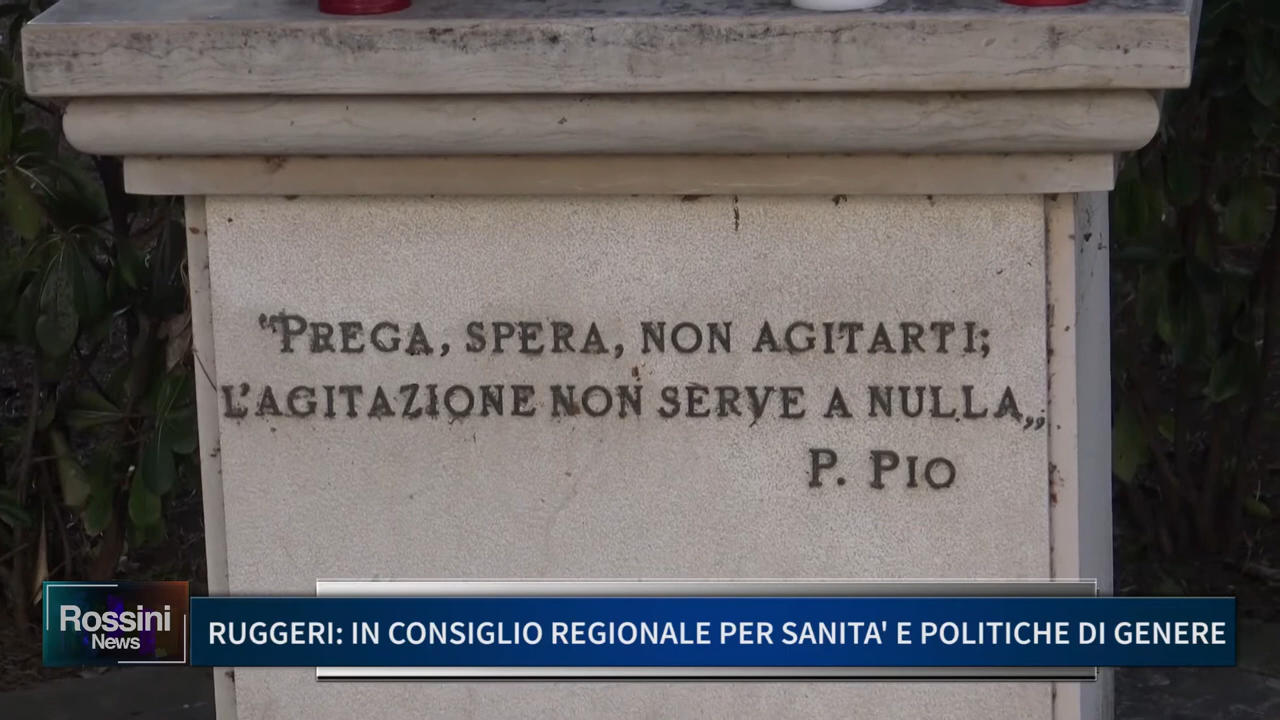 “PREGA, SPERA, NON AGITARTI;
L'AGITAZIONE NON SERVE A NULLA„
P. PIO
Rossini
News
RUGGERI: IN CONSIGLIO REGIONALE PER SANITA' E POLITICHE DI GENERE